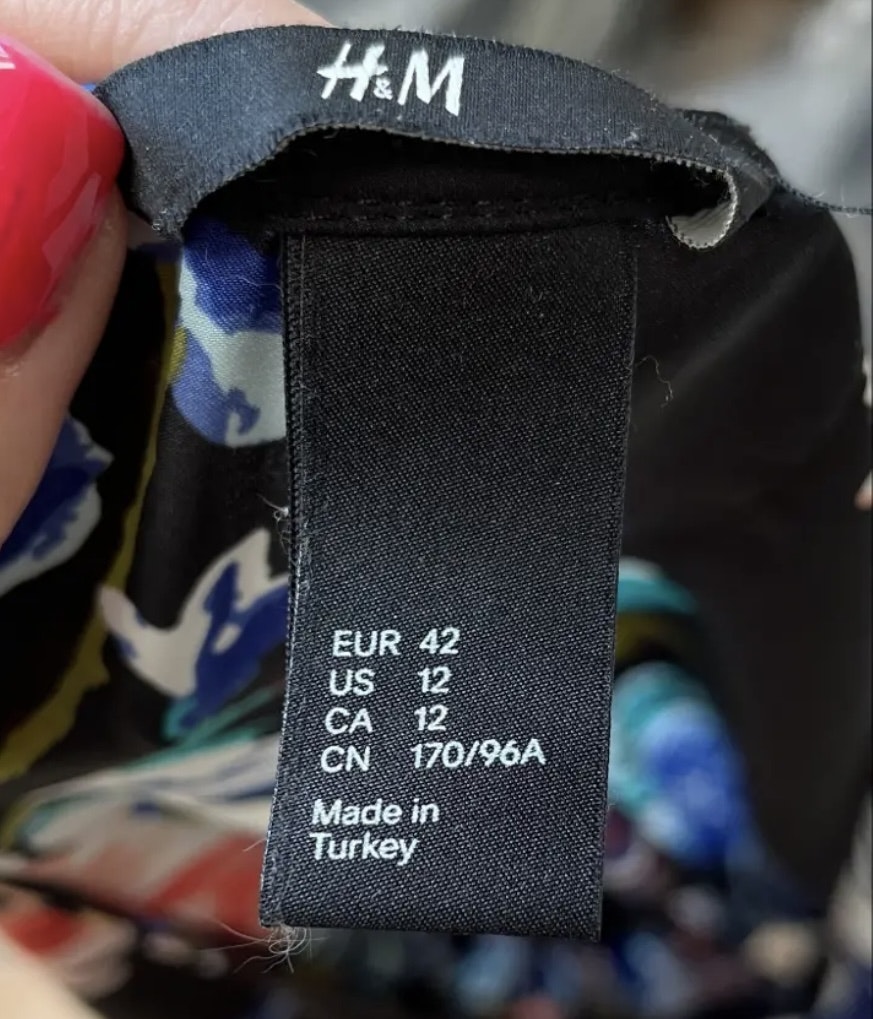 H&M
EUR 42
US 12
CA 12
CN 170/96A
Made in
Turkey